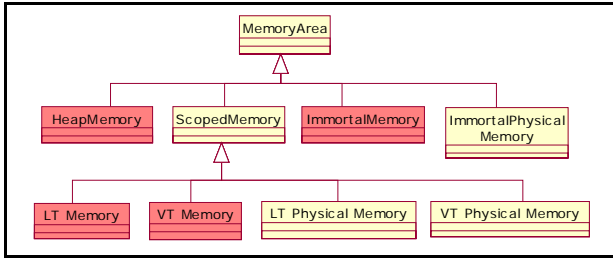 MemoryArea
HeapMemory
ScopedMemory
ImmortalMemory
ImmortalPhysical
Memory
LT Memory
VT Memory
LT Physical Memory
VT Physical Memory